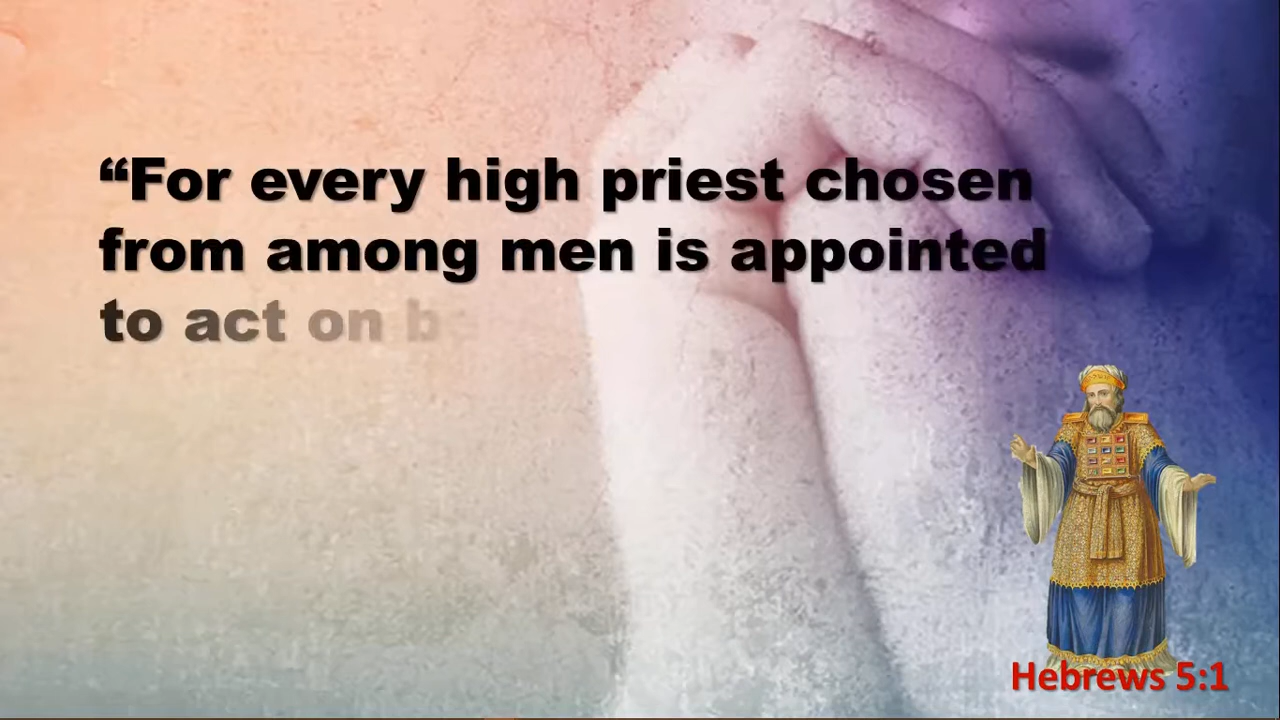 “For every high priest chosen
from among men is appointed
to act on
Hebrews 5:1